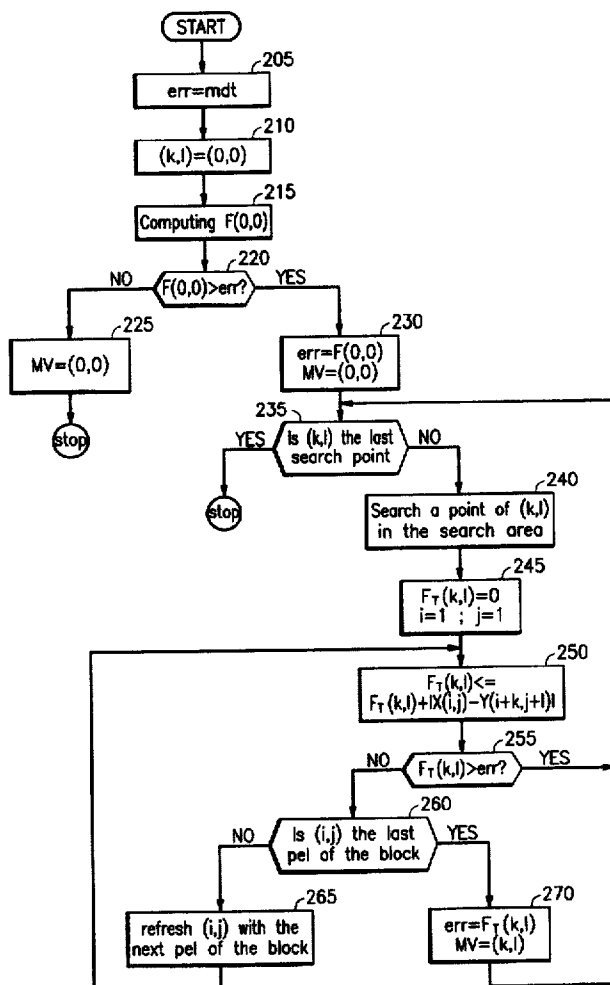 START
205
err=mdt
210
(k,l)=(0,0)
215
Computing F(0,0)
220
NO
F(0,0)>err?
YES
225
MV=(0,0)
stop
230
err=F(0,0)
MV=(0,0)
235
YES
Is (k,l) the last
search point
NO
stop
240
Search a point of (k,l)
in the search area
245
F_T(k,l)=0
i=1 ; j=1
250
F_T(k,l)<=
F_T(k,l)+|X(i,j)-Y(i+k,j+l)|
255
NO
F_T(k,l)>err?
YES
260
NO
Is (i,j) the last
pel of the block
YES
265
refresh (i,j) with the
next pel of the block
270
err=F_T(k,l)
MV=(k,l)